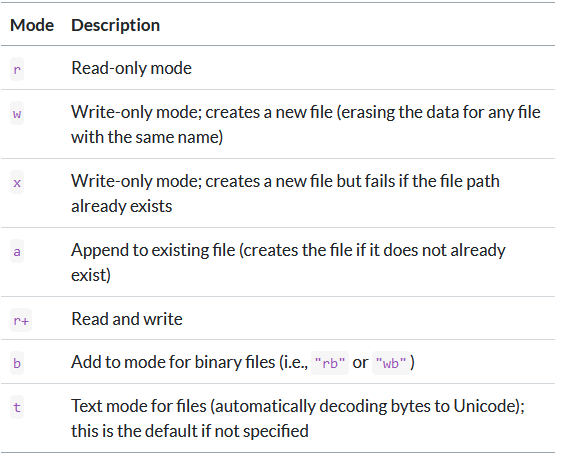 Mode Description
r Read-only mode
w Write-only mode; creates a new file (erasing the data for any file
with the same name)
x Write-only mode; creates a new file but fails if the file path
already exists
a Append to existing file (creates the file if it does not already
exist)
r+ Read and write
b Add to mode for binary files (i.e., "rb" or "wb")
t Text mode for files (automatically decoding bytes to Unicode);
this is the default if not specified